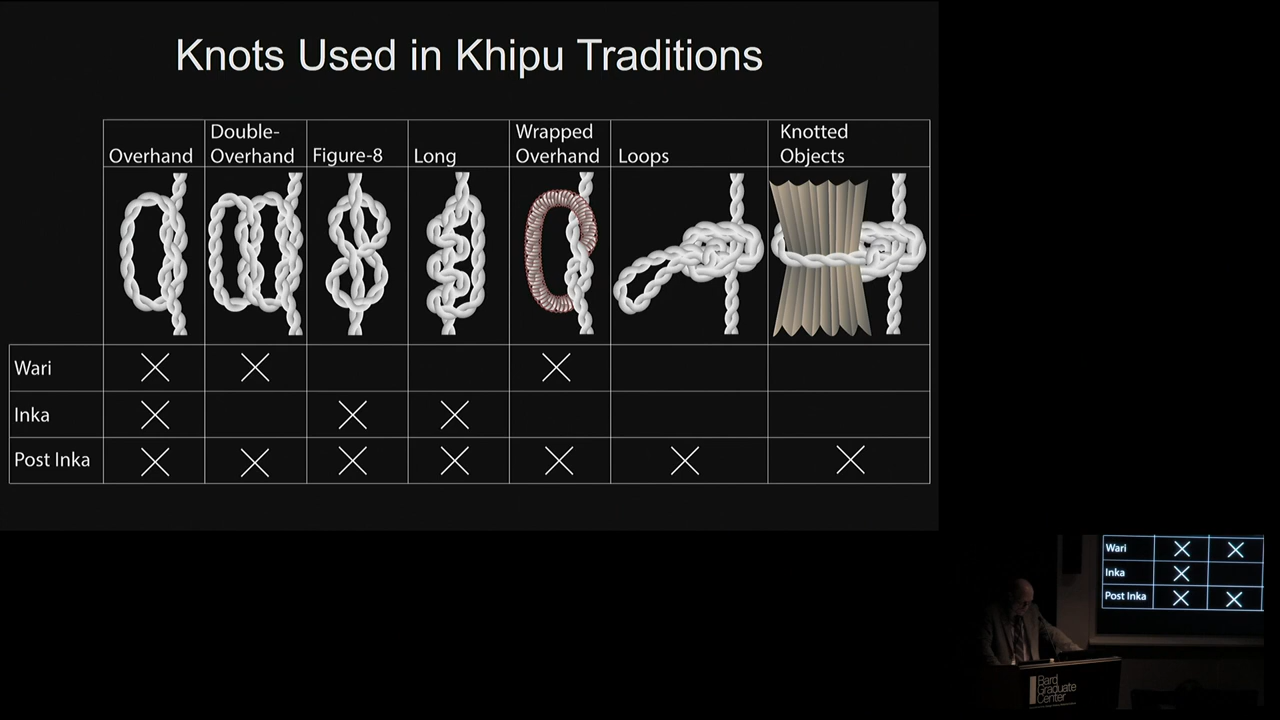 Knots Used in Khipu Traditions
Overhand
Double-
Overhand
Figure-8
Long
Wrapped
Overhand
Loops
Knotted
Objects
Wari
Inka
Post Inka
Wari
Inka
Post Inka
Bard
Graduate
Center